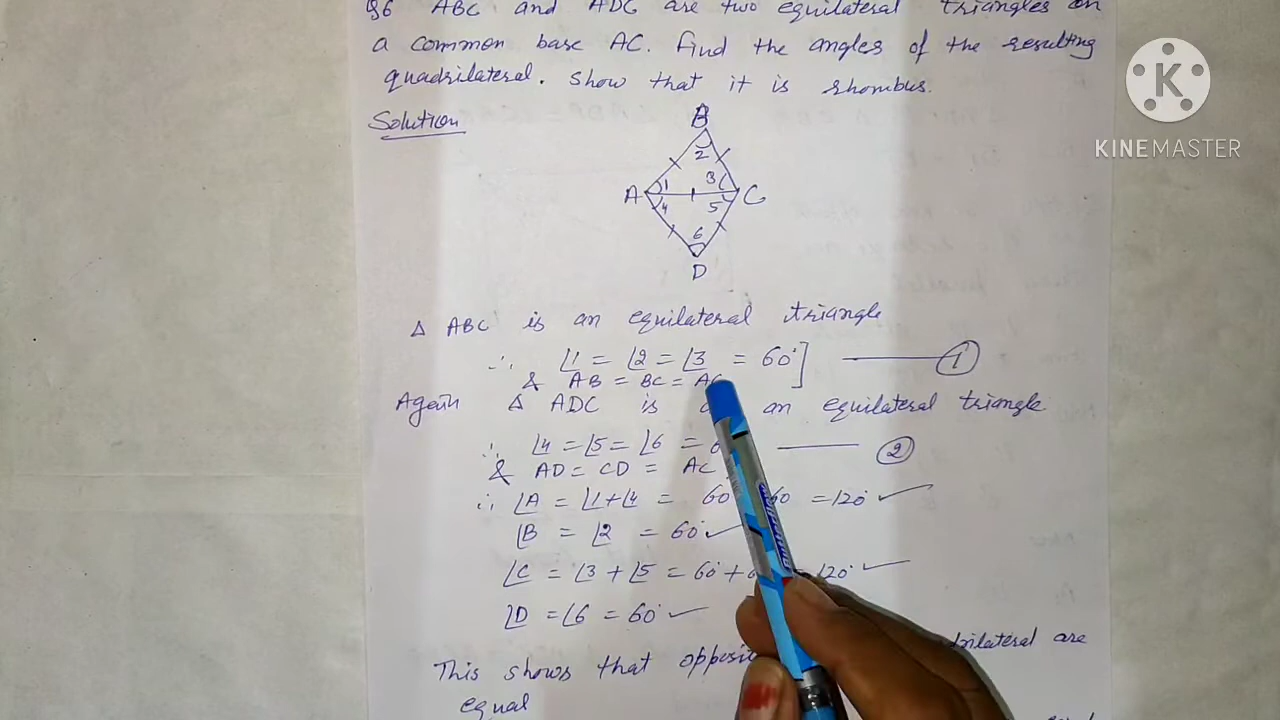 Q6 ABC and ADC are two equilateral triangles on
a common base AC. Find the angles of the resulting
quadrilateral. Show that it is rhombus.
K
KINEMASTER
Solution
B
2
A 1 3 C
4 5
6
D
Δ ABC is an equilateral triangle
∴ ∠1 = ∠2 = ∠3 = 60°] ——— ①
& AB = BC = AC
Again Δ ADC is an equilateral triangle
∴ ∠4 = ∠5 = ∠6 = ——— ②
& AD = CD = AC
∴ ∠A = ∠1+∠4 = 60° 60 = 120° ✓
∠B = ∠2 = 60° ✓
∠C = ∠3 + ∠5 = 60° + = 120° ✓
∠D = ∠6 = 60° ✓
This shows that are
equal